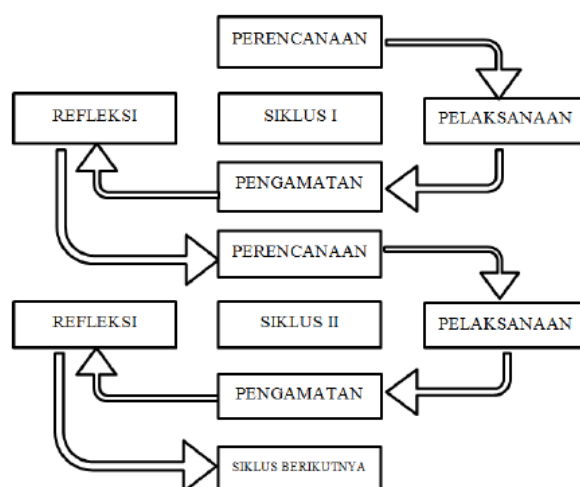 PERENCANAAN
REFLEKSI
SIKLUS I
PELAKSANAAN
PENGAMATAN
PERENCANAAN
REFLEKSI
SIKLUS II
PELAKSANAAN
PENGAMATAN
SIKLUS BERIKUTNYA